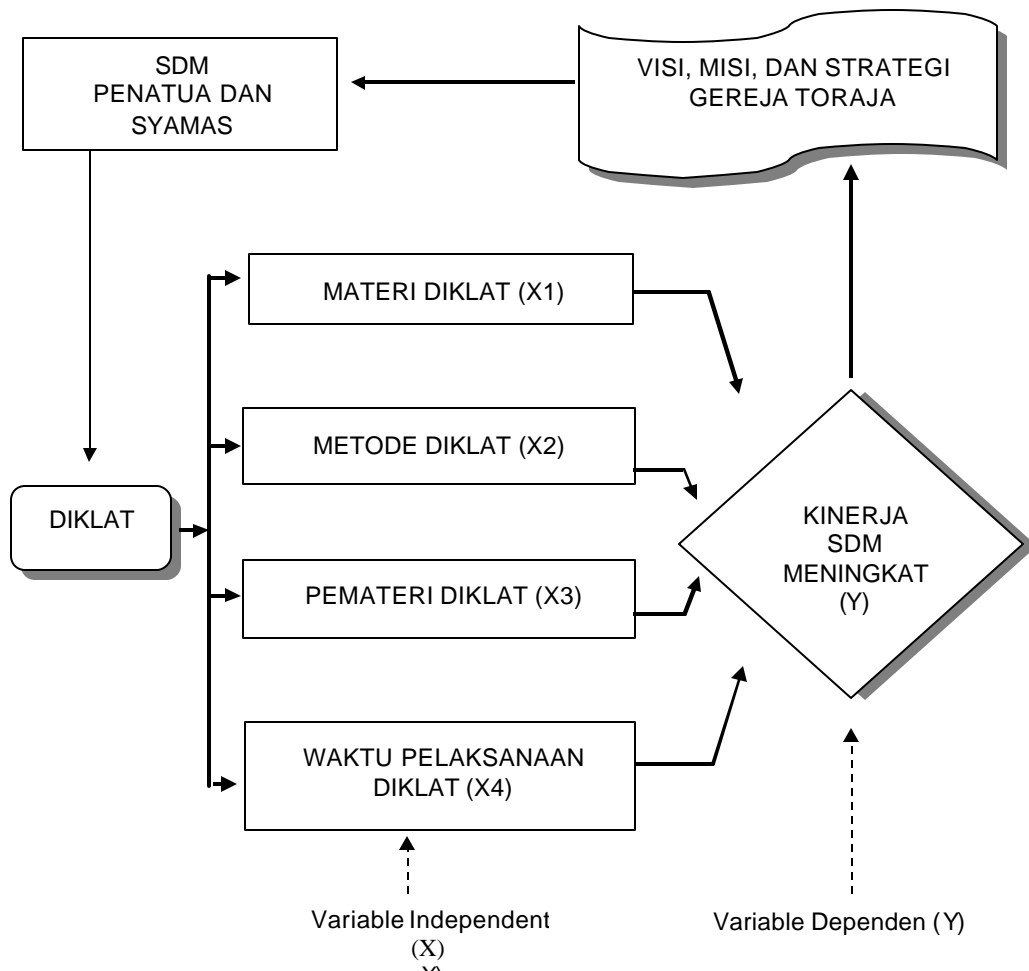 SDM
PENATUA DAN
SYAMAS
VISI, MISI, DAN STRATEGI
GEREJA TORAJA
MATERI DIKLAT (X1)
METODE DIKLAT (X2)
DIKLAT
KINERJA
SDM
MENINGKAT
(Y)
PEMATERI DIKLAT (X3)
WAKTU PELAKSANAAN
DIKLAT (X4)
Variable Independent
(X)
Variable Dependen (Y)